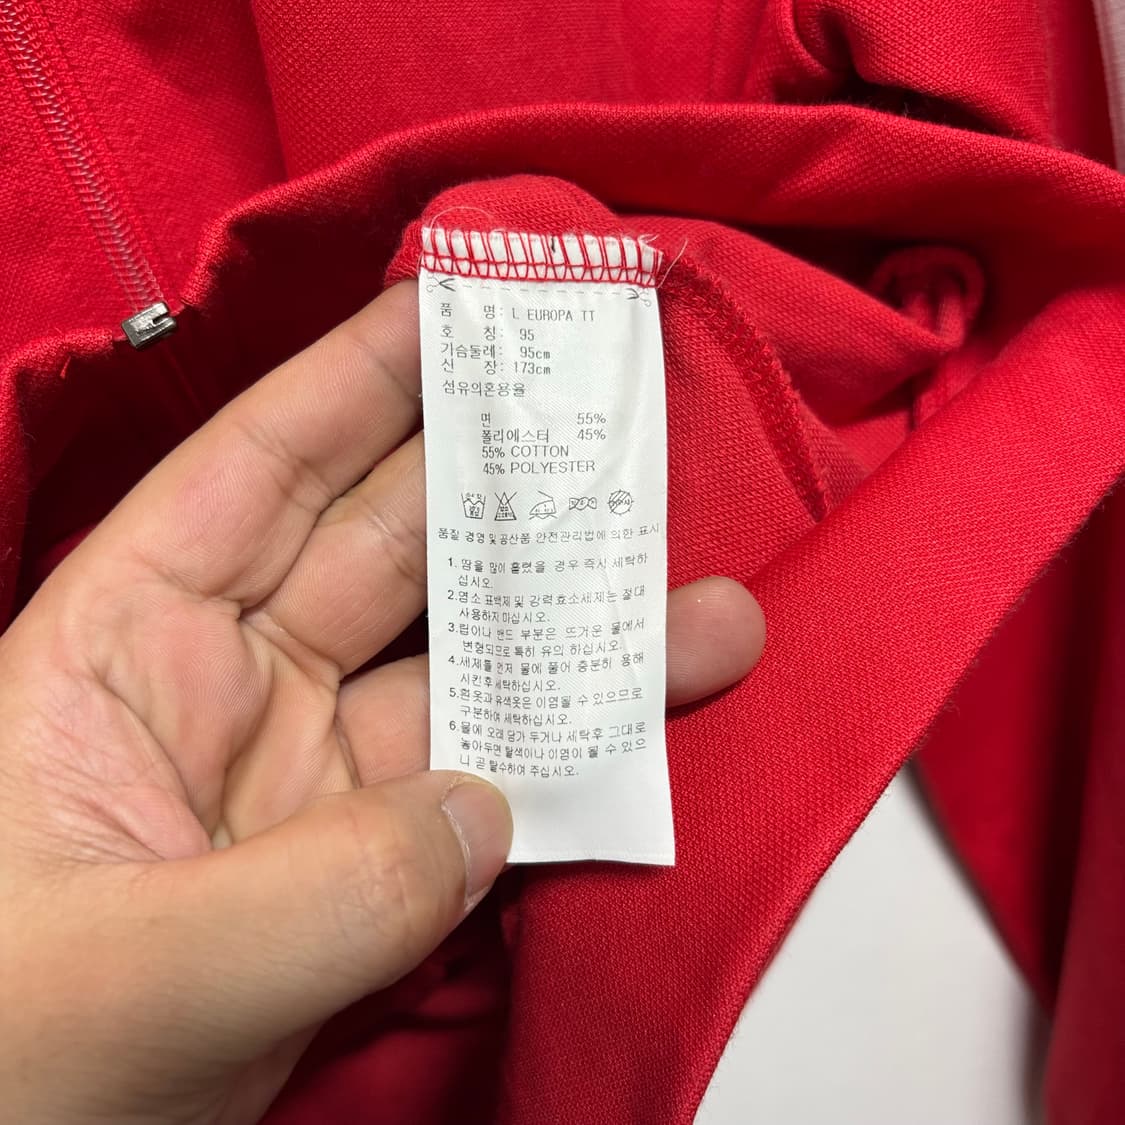 품 명: L EUROPA TT
호 칭: 95
가슴둘레: 95cm
신 장: 173cm
섬유의혼용율
면 55%
폴리에스터 45%
55% COTTON
45% POLYESTER
품질 경영 및 공산품 안전관리법에 의한 표시
1. 땀을 많이 흘렸을 경우 즉시 세탁하
십시오.
2.염소 표백제 및 강력효소세제는 절대
사용하지마십시오.
3.립이나 밴드 부분은 뜨거운 물에서
변형되므로 특히 유의 하십시오.
4.세제를 먼저 물에 풀어 충분히 용해
시킨후 세탁하십시오.
5.흰옷과 유색옷은 이염될 수 있으므로
구분하여 세탁하십시오.
6.물에 오래 담가 두거나 세탁후 그대로
놓아두면 탈색이나 이염이 될 수 있으
니 곧 탈수하여 주십시오.